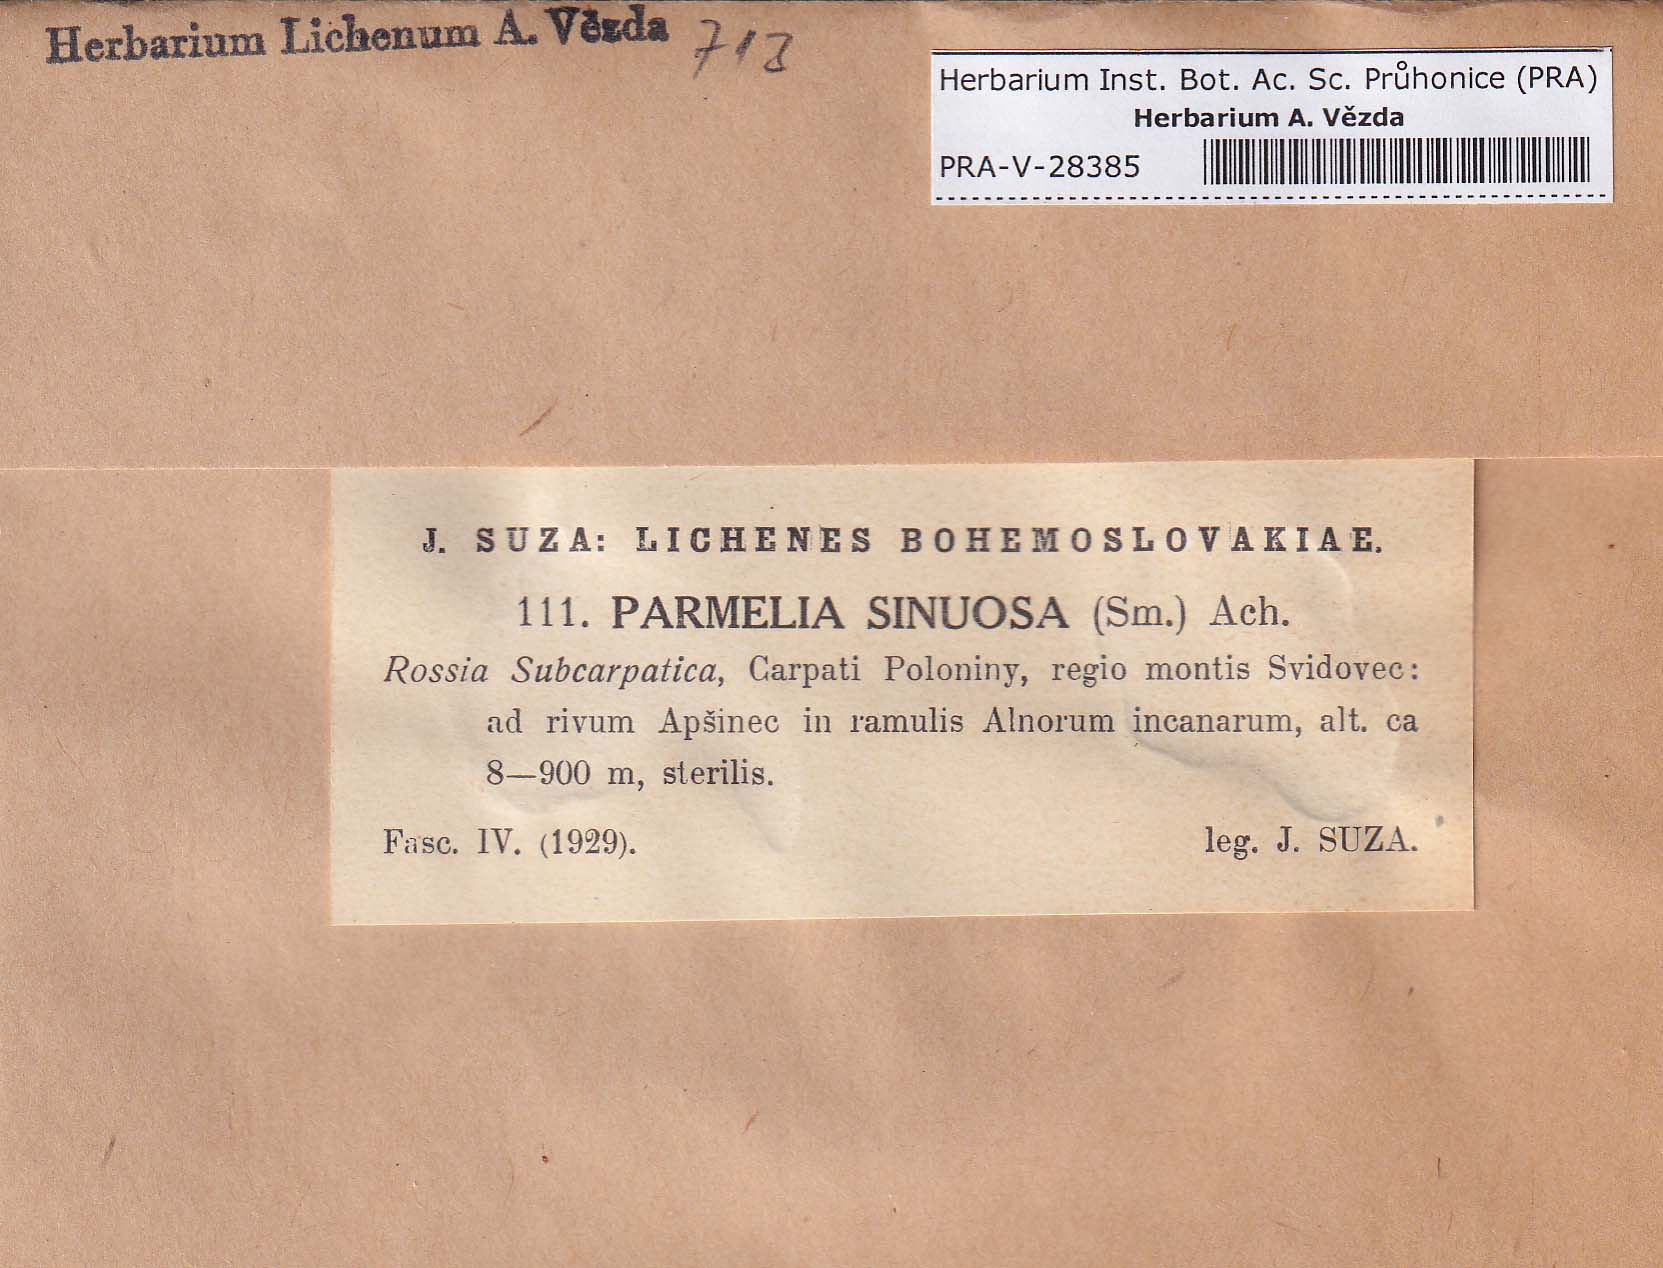 Herbarium Lichenum A. Vězda 713
Herbarium Inst. Bot. Ac. Sc. Průhonice (PRA)
Herbarium A. Vězda
PRA-V-28385
J. SUZA: LICHENES BOHEMOSLOVAKIAE.
111. PARMELIA SINUOSA (Sm.) Ach.
Rossia Subcarpatica, Carpati Poloniny, regio montis Svidovec:
ad rivum Apšinec in ramulis Alnorum incanarum, alt. ca
8—900 m, sterilis.
Fasc. IV. (1929). leg. J. SUZA.